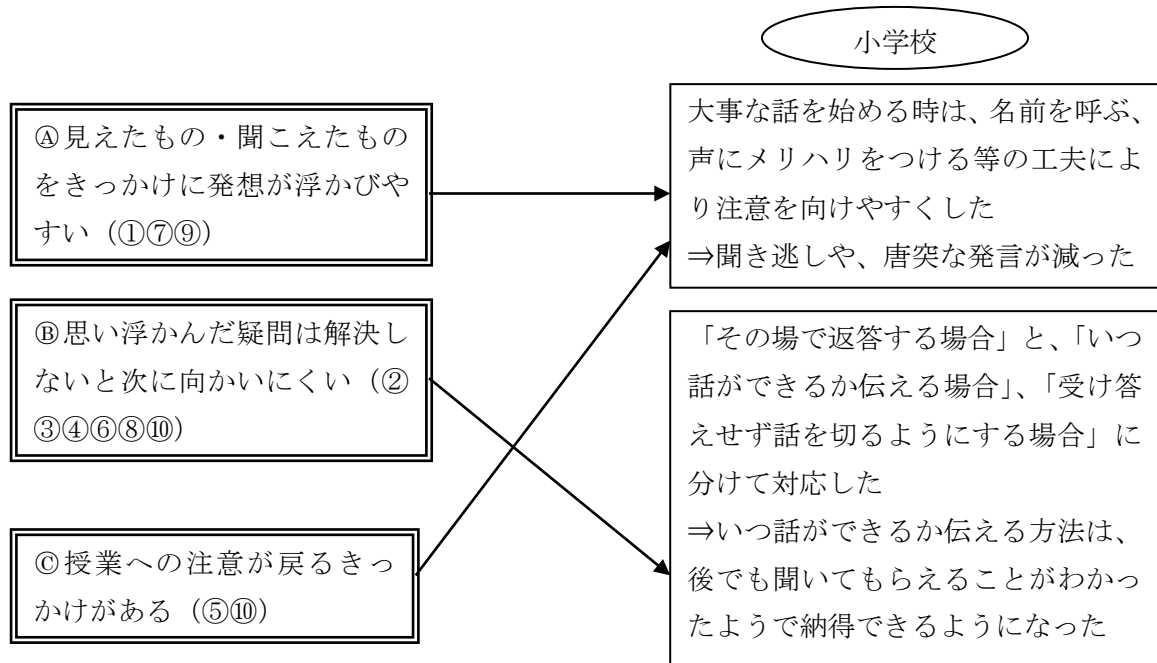 小学校
Ⓐ見えたもの・聞こえたもの
をきっかけに発想が浮かびや
すい(①⑦⑨)
Ⓑ思い浮かんだ疑問は解決し
ないと次に向かいにくい(②
③④⑥⑧⑩)
Ⓒ授業への注意が戻るきっ
かけがある(⑤⑩)
大事な話を始める時は、名前を呼ぶ、
声にメリハリをつける等の工夫によ
り注意を向けやすくした
⇒聞き逃しや、唐突な発言が減った
「その場で返答する場合」と、「いつ
話ができるか伝える場合」、「受け答
えせず話を切るようにする場合」に
分けて対応した
⇒いつ話ができるか伝える方法は、
後でも聞いてもらえることがわかっ
たようで納得できるようになった